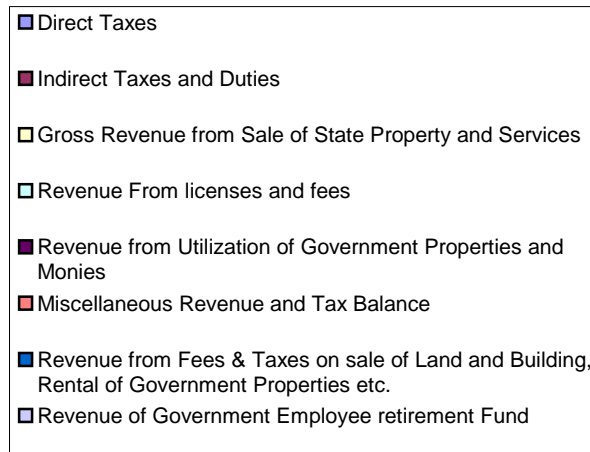 Direct Taxes
Indirect Taxes and Duties
Gross Revenue from Sale of State Property and Services
Revenue From licenses and fees
Revenue from Utilization of Government Properties and
Monies
Miscellaneous Revenue and Tax Balance
Revenue from Fees & Taxes on sale of Land and Building,
Rental of Government Properties etc.
Revenue of Government Employee retirement Fund